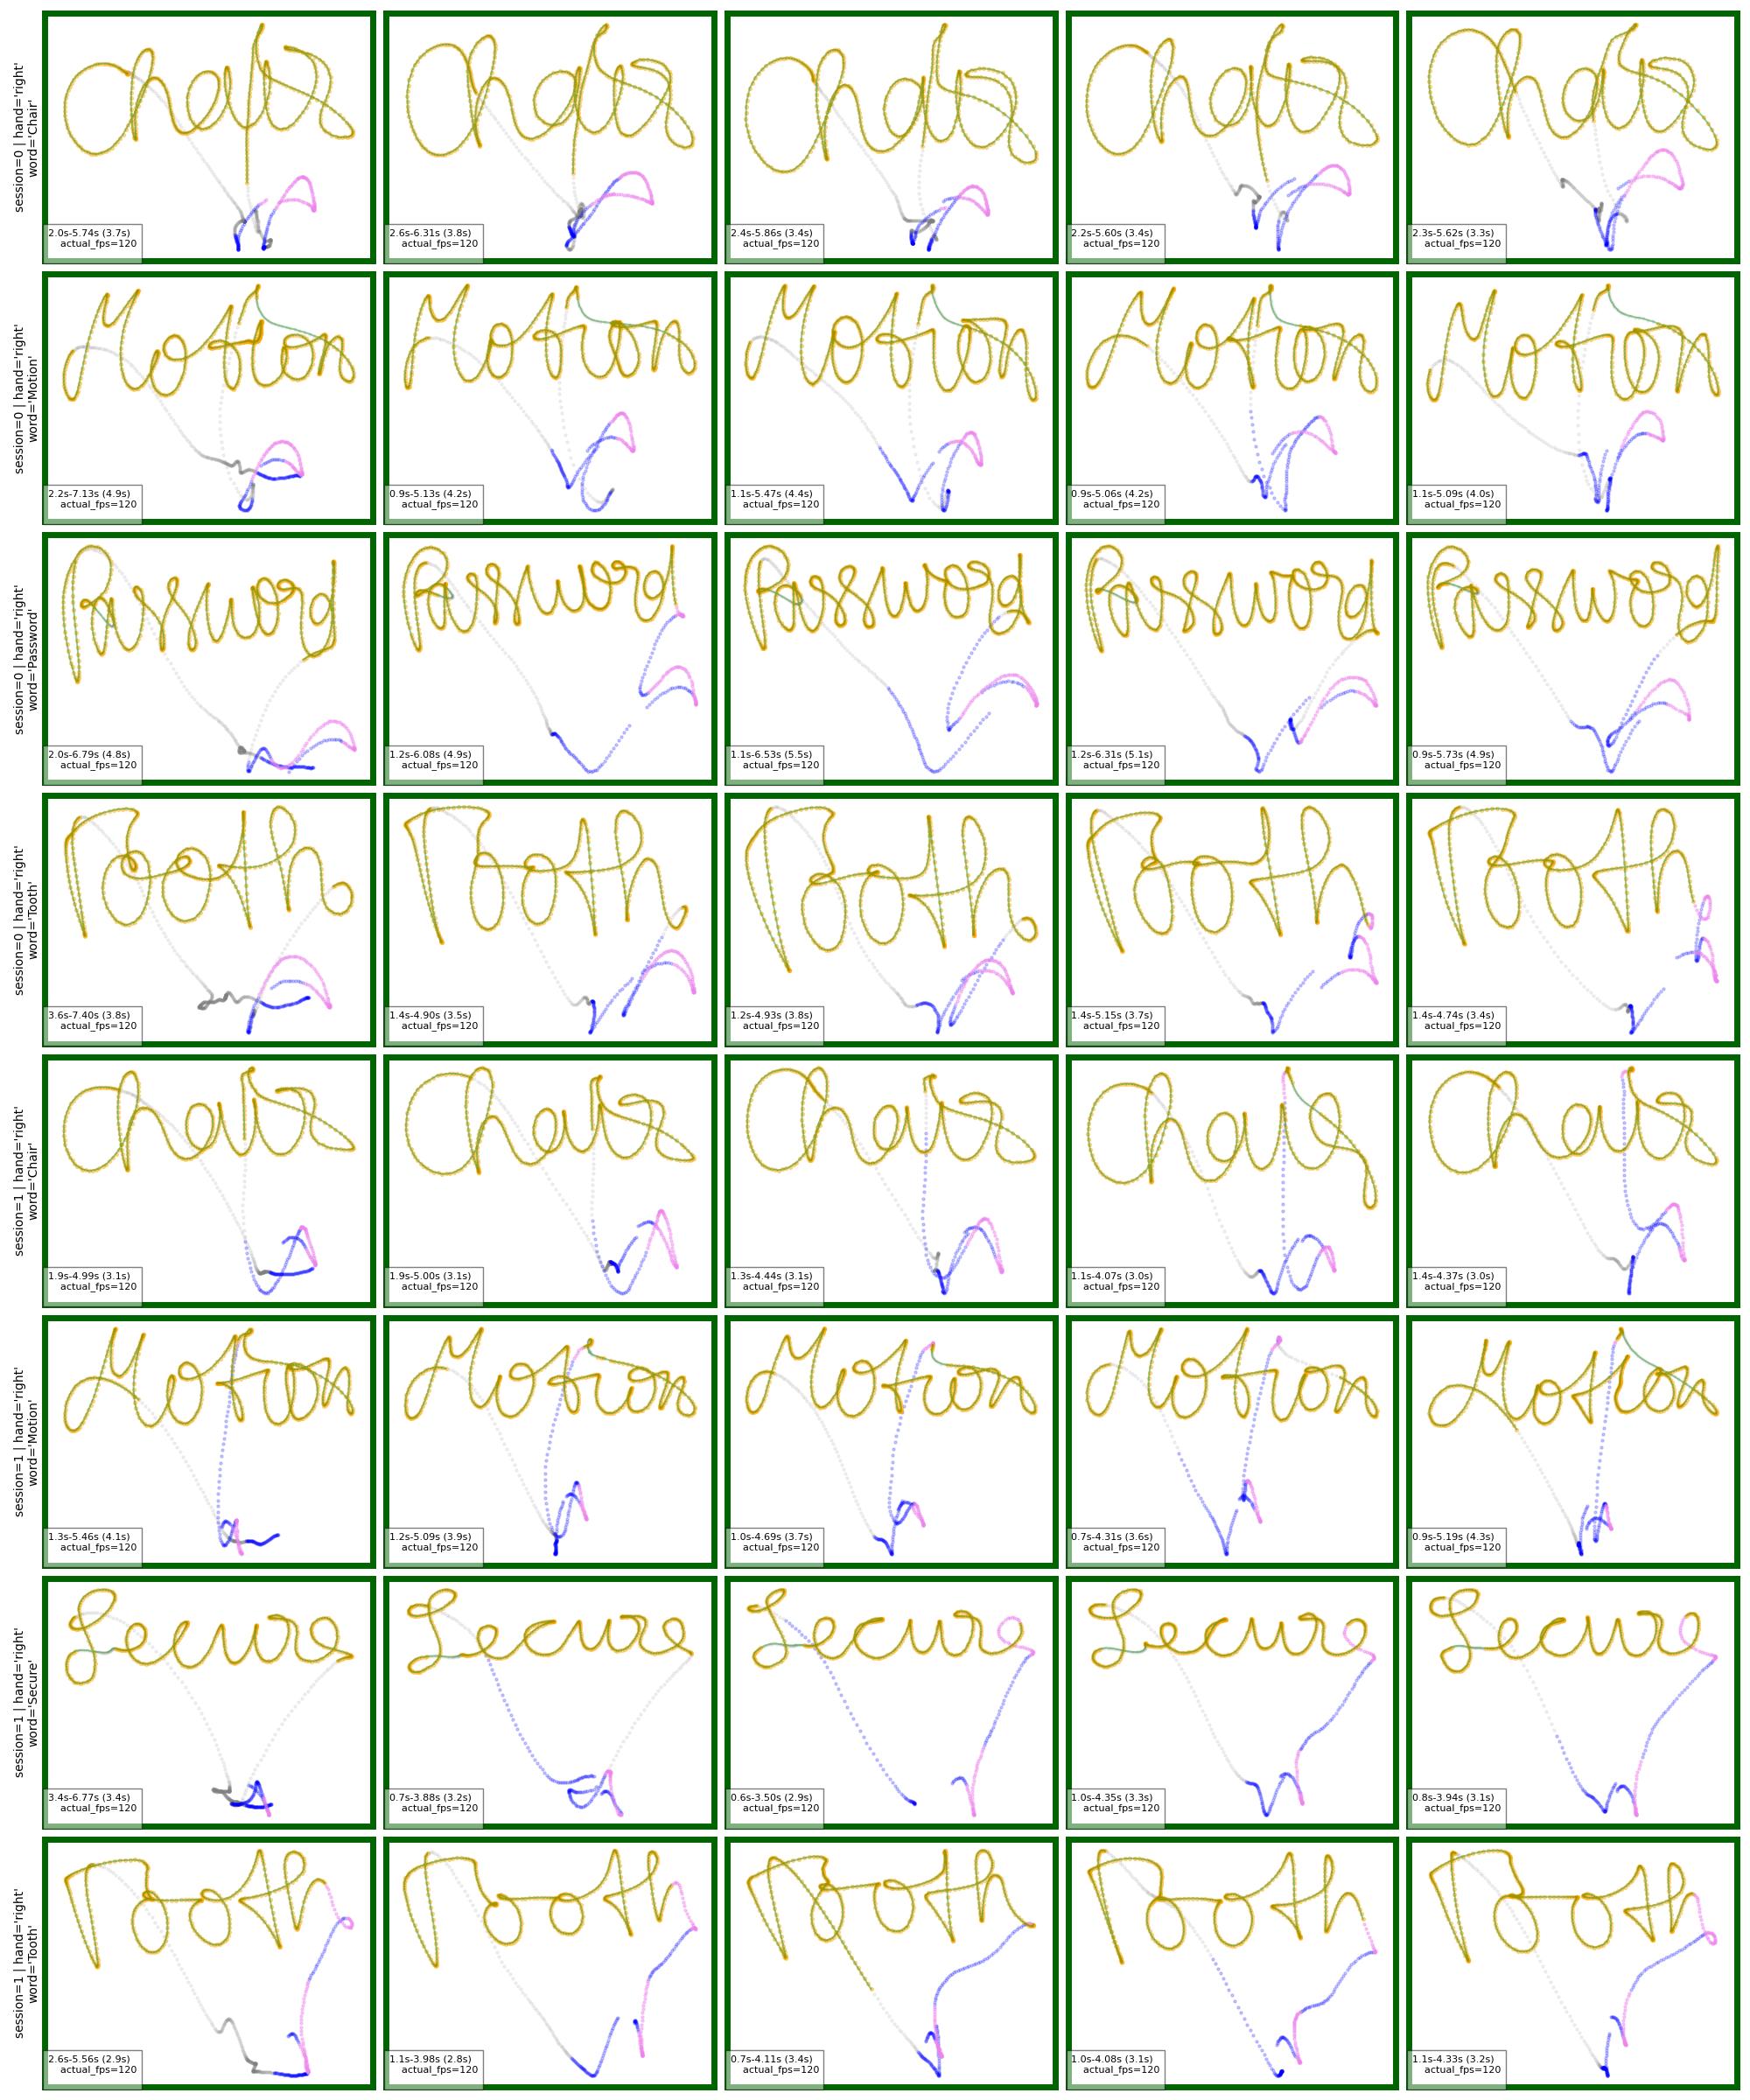 session=0 | hand='right'
word='Chair'
Chair Chair Chair Chair Chair
2.0s-5.74s (3.7s) actual_fps=120
2.6s-6.31s (3.8s) actual_fps=120
2.4s-5.86s (3.4s) actual_fps=120
2.2s-5.60s (3.4s) actual_fps=120
2.3s-5.62s (3.3s) actual_fps=120
session=0 | hand='right'
word='Motion'
Motion Motion Motion Motion Motion
2.2s-7.13s (4.9s) actual_fps=120
0.9s-5.13s (4.2s) actual_fps=120
1.1s-5.47s (4.4s) actual_fps=120
0.9s-5.06s (4.2s) actual_fps=120
1.1s-5.09s (4.0s) actual_fps=120
session=0 | hand='right'
word='Password'
Password Password Password Password Password
2.0s-6.79s (4.8s) actual_fps=120
1.2s-6.08s (4.9s) actual_fps=120
1.1s-6.53s (5.5s) actual_fps=120
1.2s-6.31s (5.1s) actual_fps=120
0.9s-5.73s (4.9s) actual_fps=120
session=0 | hand='right'
word='Tooth'
Tooth Tooth Tooth Tooth Tooth
3.6s-7.40s (3.8s) actual_fps=120
1.4s-4.90s (3.5s) actual_fps=120
1.2s-4.93s (3.8s) actual_fps=120
1.4s-5.15s (3.7s) actual_fps=120
1.4s-4.74s (3.4s) actual_fps=120
session=1 | hand='right'
word='Chair'
Chair Chair Chair Chair Chair
1.9s-4.99s (3.1s) actual_fps=120
1.9s-5.00s (3.1s) actual_fps=120
1.3s-4.44s (3.1s) actual_fps=120
1.1s-4.07s (3.0s) actual_fps=120
1.4s-4.37s (3.0s) actual_fps=120
session=1 | hand='right'
word='Motion'
Motion Motion Motion Motion Motion
1.3s-5.46s (4.1s) actual_fps=120
1.2s-5.09s (3.9s) actual_fps=120
1.0s-4.69s (3.7s) actual_fps=120
0.7s-4.31s (3.6s) actual_fps=120
0.9s-5.19s (4.3s) actual_fps=120
session=1 | hand='right'
word='Secure'
Secure Secure Secure Secure Secure
3.4s-6.77s (3.4s) actual_fps=120
0.7s-3.88s (3.2s) actual_fps=120
0.6s-3.50s (2.9s) actual_fps=120
1.0s-4.35s (3.3s) actual_fps=120
0.8s-3.94s (3.1s) actual_fps=120
session=1 | hand='right'
word='Tooth'
Tooth Tooth Tooth Tooth Tooth
2.6s-5.56s (2.9s) actual_fps=120
1.1s-3.98s (2.8s) actual_fps=120
0.7s-4.11s (3.4s) actual_fps=120
1.0s-4.08s (3.1s) actual_fps=120
1.1s-4.33s (3.2s) actual_fps=120